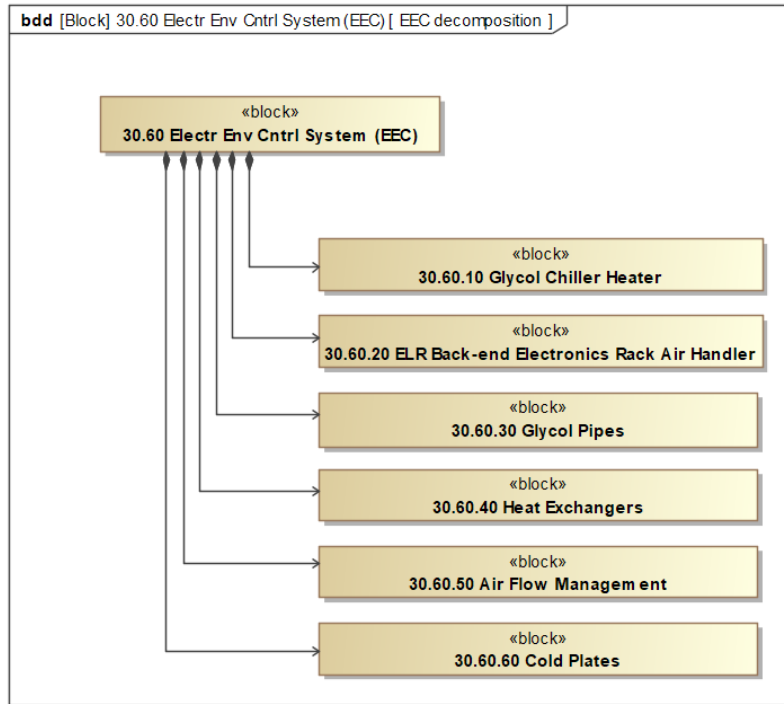 bdd [Block] 30.60 Electr Env Cntrl System (EEC) [ EEC decomposition ]
«block»
30.60 Electr Env Cntrl System (EEC)
«block»
30.60.10 Glycol Chiller Heater
«block»
30.60.20 ELR Back-end Electronics Rack Air Handler
«block»
30.60.30 Glycol Pipes
«block»
30.60.40 Heat Exchangers
«block»
30.60.50 Air Flow Management
«block»
30.60.60 Cold Plates